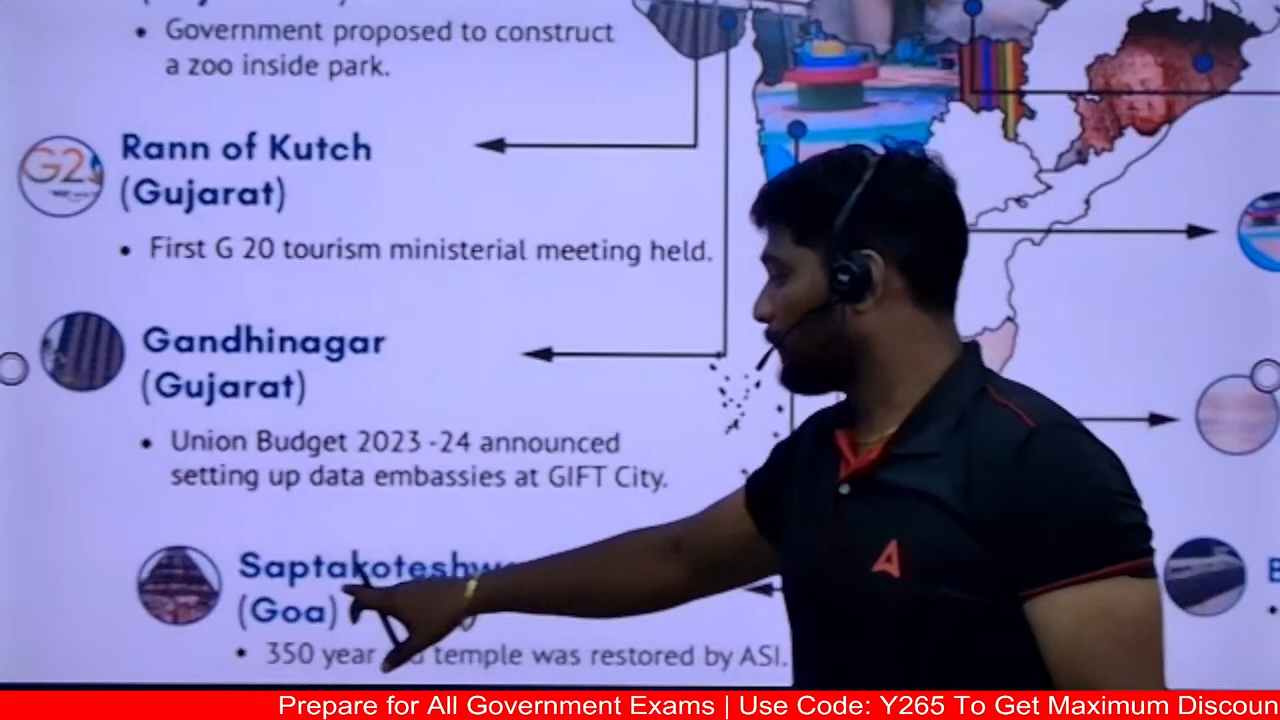 Government proposed to construct
a zoo inside park.
G2
Rann of Kutch
(Gujarat)
First G 20 tourism ministerial meeting held.
Gandhinagar
(Gujarat)
Union Budget 2023 -24 announced
setting up data embassies at GIFT City.
(Goa)
350 year temple was restored by ASI.
Prepare for All Government Exams | Use Code: Y265 To Get Maximum Discoun